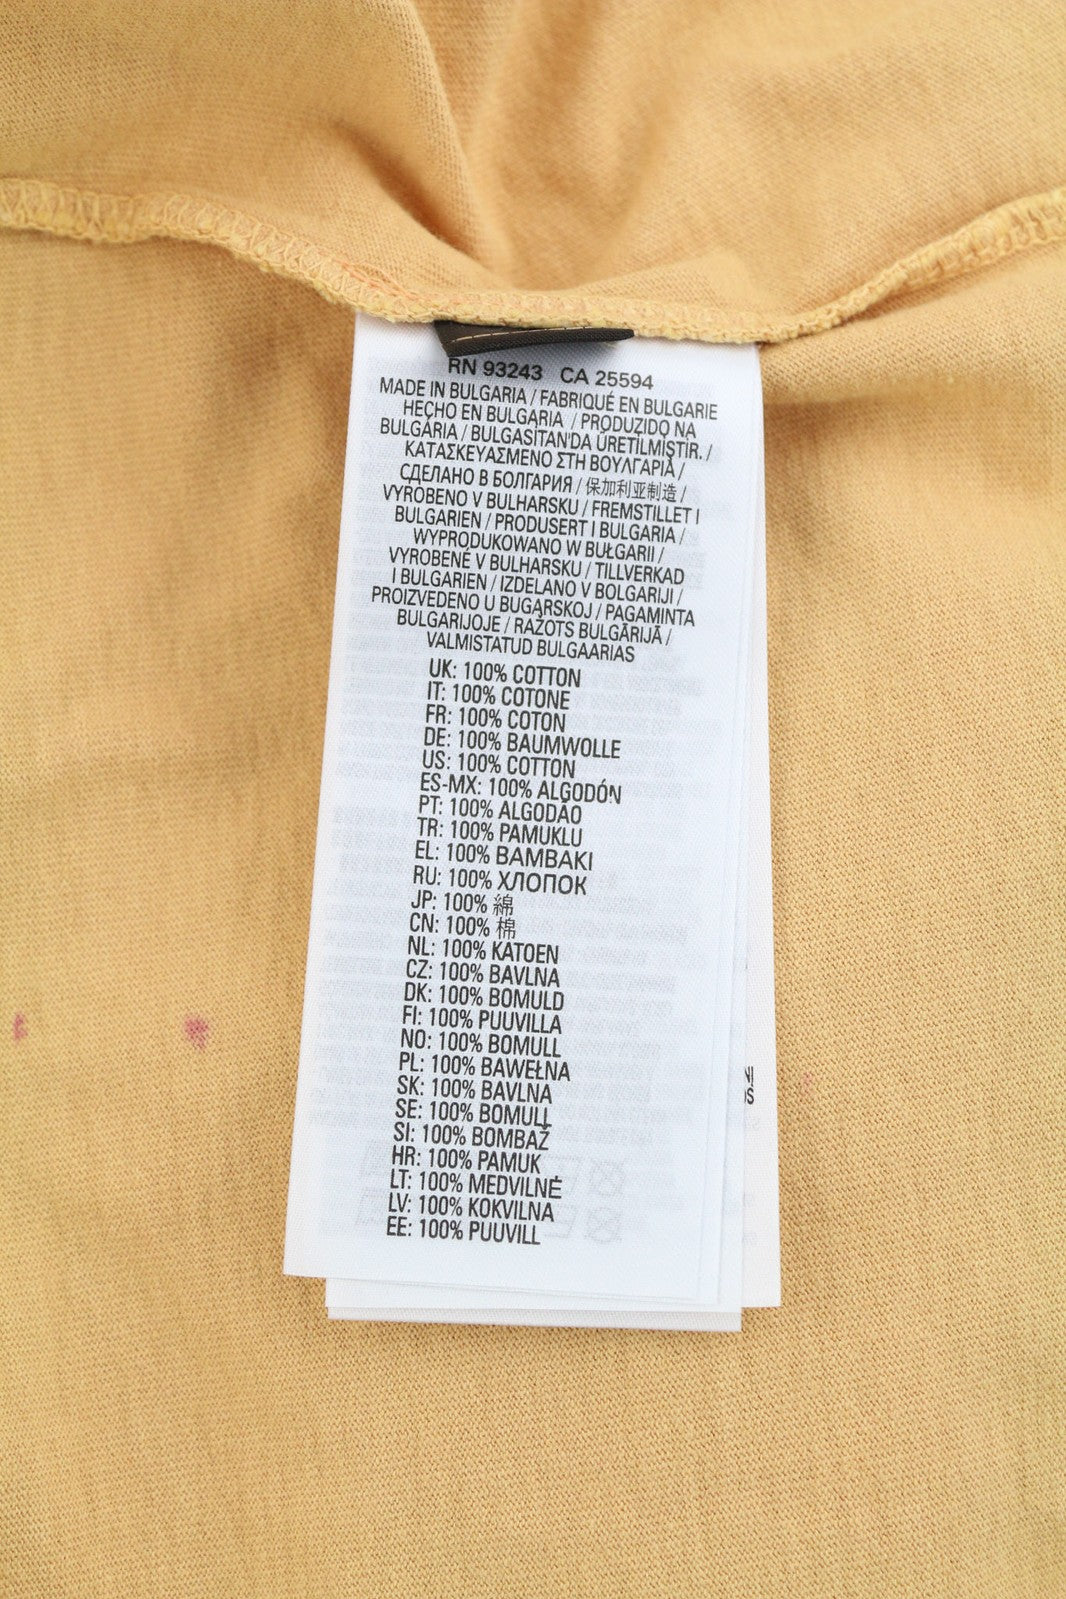 RN 93243 CA 25594
MADE IN BULGARIA / FABRIQUÉ EN BULGARIE
HECHO EN BULGARIA / PRODUZIDO NA
BULGÁRIA / BULGASİTAN'DA ÜRETİLMİŞTİR. /
ΚΑΤΑΣΚΕΥΑΣΜΕΝΟ ΣΤΗ ΒΟΥΛΓΑΡΙΑ /
СДЕЛАНО В БОЛГАРИЯ / 保加利亚制造 /
VYROBENO V BULHARSKU / FREMSTILLET I
BULGARIEN / PRODUSERT I BULGARIA /
WYPRODUKOWANO W BUŁGARII /
VYROBENÉ V BULHARSKU / TILLVERKAD
I BULGARIEN / IZDELANO V BOLGARIJI /
PROIZVEDENO U BUGARSKOJ / PAGAMINTA
BULGARIJOJE / RAŽOTS BULGĀRIJĀ /
VALMISTATUD BULGAARIAS
UK: 100% COTTON
IT: 100% COTONE
FR: 100% COTON
DE: 100% BAUMWOLLE
US: 100% COTTON
ES-MX: 100% ALGODÓN
PT: 100% ALGODÃO
TR: 100% PAMUKLU
EL: 100% ΒΑΜΒΑΚΙ
RU: 100% ХЛОПОК
JP: 100% 綿
CN: 100% 棉
NL: 100% KATOEN
CZ: 100% BAVLNA
DK: 100% BOMULD
FI: 100% PUUVILLA
NO: 100% BOMULL
PL: 100% BAWEŁNA
SK: 100% BAVLNA
SE: 100% BOMULL
SI: 100% BOMBAŽ
HR: 100% PAMUK
LT: 100% MEDVILNĖ
LV: 100% KOKVILNA
EE: 100% PUUVILL